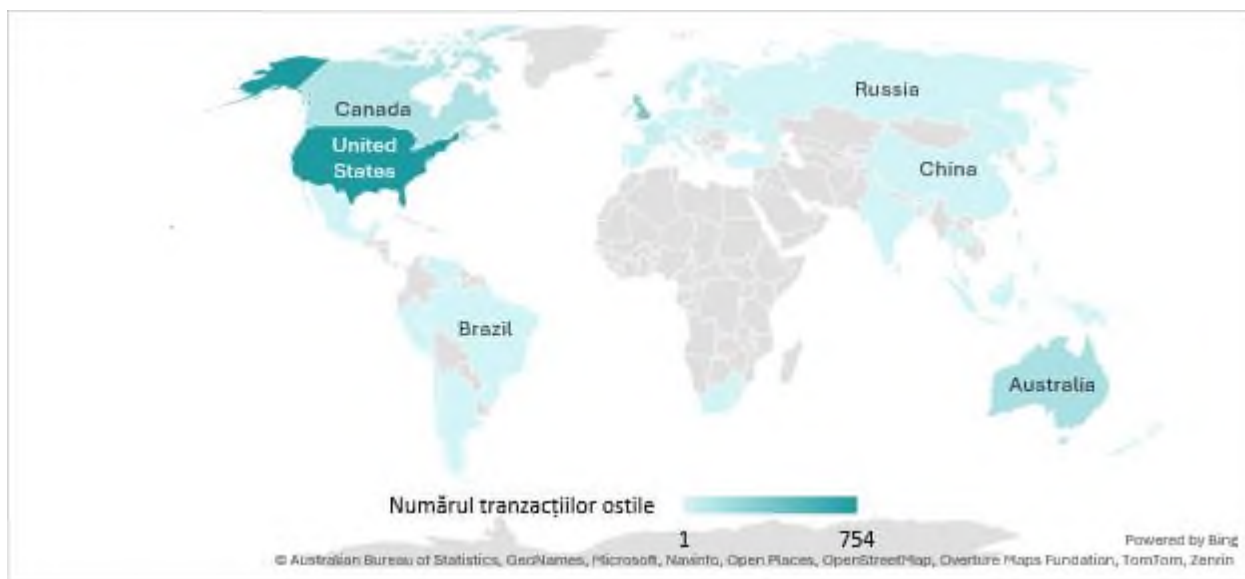 Russia
Canada
United
States
China
Brazil
Australia
Numărul tranzacțiilor ostile
1
754
Powered by Bing
© Australian Bureau of Statistics, GeoNames, Microsoft, Navinfo, Open Places, OpenStreetMap, Overture Maps Fundation, TomTom, Zenrin